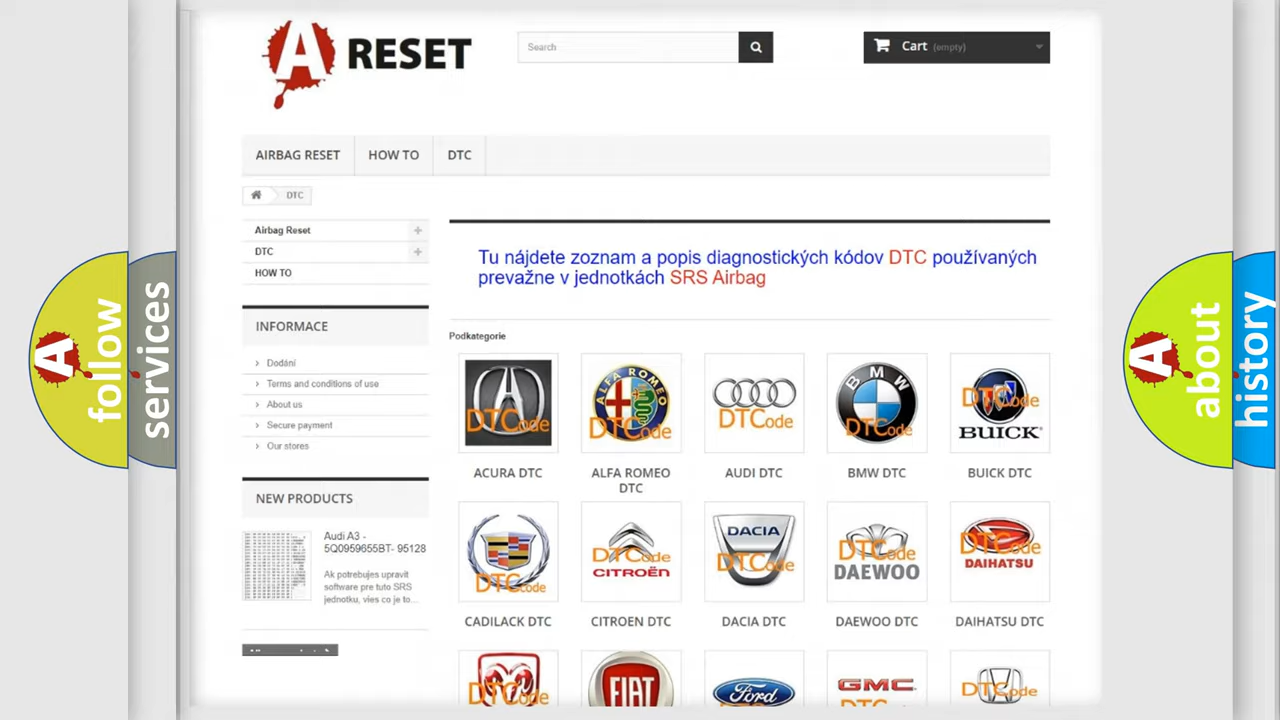 A RESET
Search
Cart (empty)
AIRBAG RESET
HOW TO
DTC
DTC
Airbag Reset
DTC
HOW TO
INFORMACE
Dodání
Terms and conditions of use
About us
Secure payment
Our stores
NEW PRODUCTS
Audi A3 -
5Q0959655BT- 95128
Ak potrebujes upravit
software pre tuto SRS
jednotku, vies co je to...
Tu nájdete zoznam a popis diagnostických kódov DTC používaných
prevažne v jednotkách SRS Airbag
Podkategorie
DTCode
ALFA ROMEO
DTCode
DTCode
BMW
DTCode
DTCode
BUICK
ACURA DTC
ALFA ROMEO
DTC
AUDI DTC
BMW DTC
BUICK DTC
DTCode
DTCode
CITROËN
DACIA
DTCode
DTCode
DAEWOO
DTCode
DAIHATSU
CADILACK DTC
CITROEN DTC
DACIA DTC
DAEWOO DTC
DAIHATSU DTC
DTCode
FIAT
Ford
GMC
DTCode
follow
services
A
about
history
A